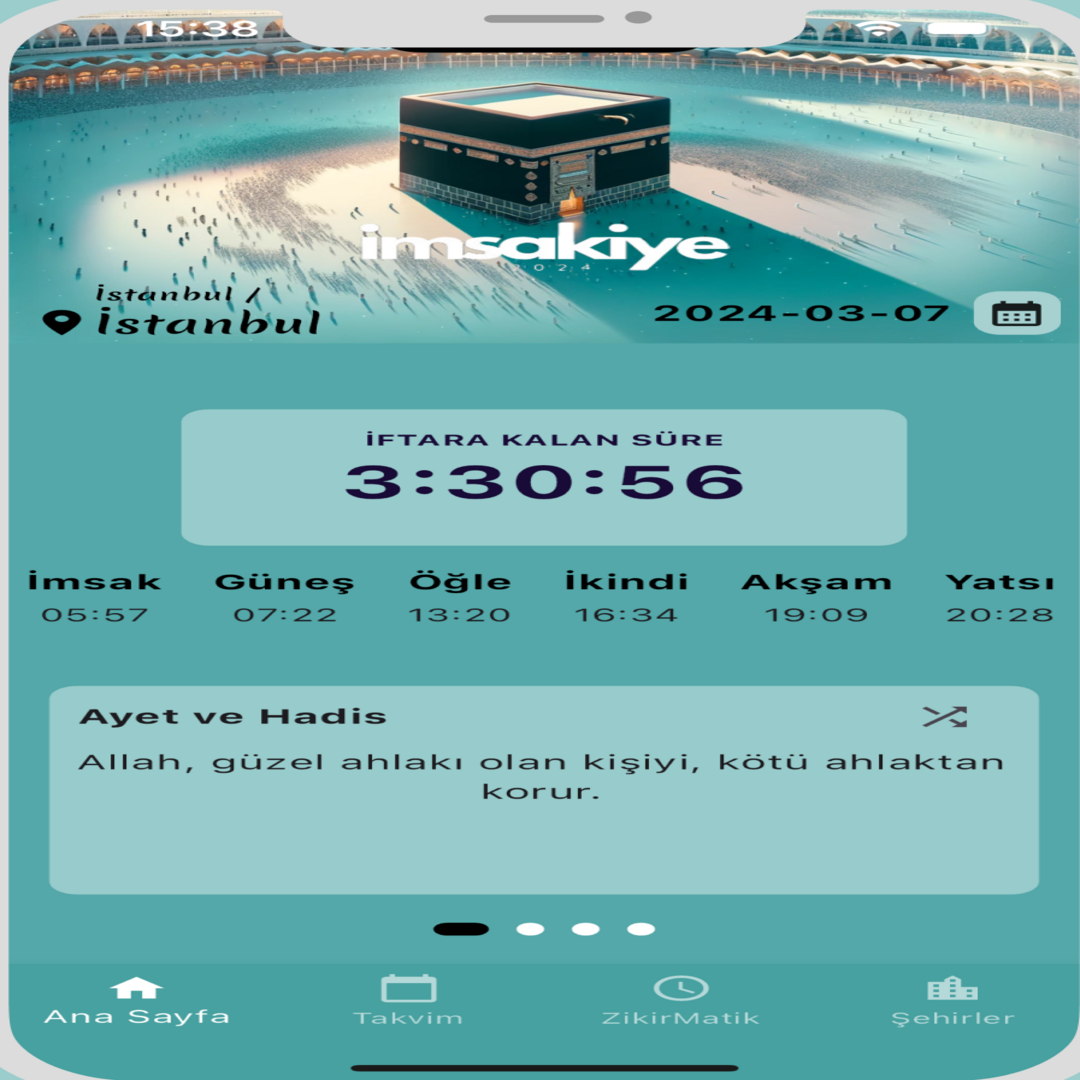 15:38
imsakiye
2024
İstanbul /
İstanbul
2024-03-07
İFTARA KALAN SÜRE
3:30:56
İmsak Güneş Öğle İkindi Akşam Yatsı
05:57 07:22 13:20 16:34 19:09 20:28
Ayet ve Hadis
Allah, güzel ahlakı olan kişiyi, kötü ahlaktan
korur.
Ana Sayfa Takvim ZikirMatik Şehirler